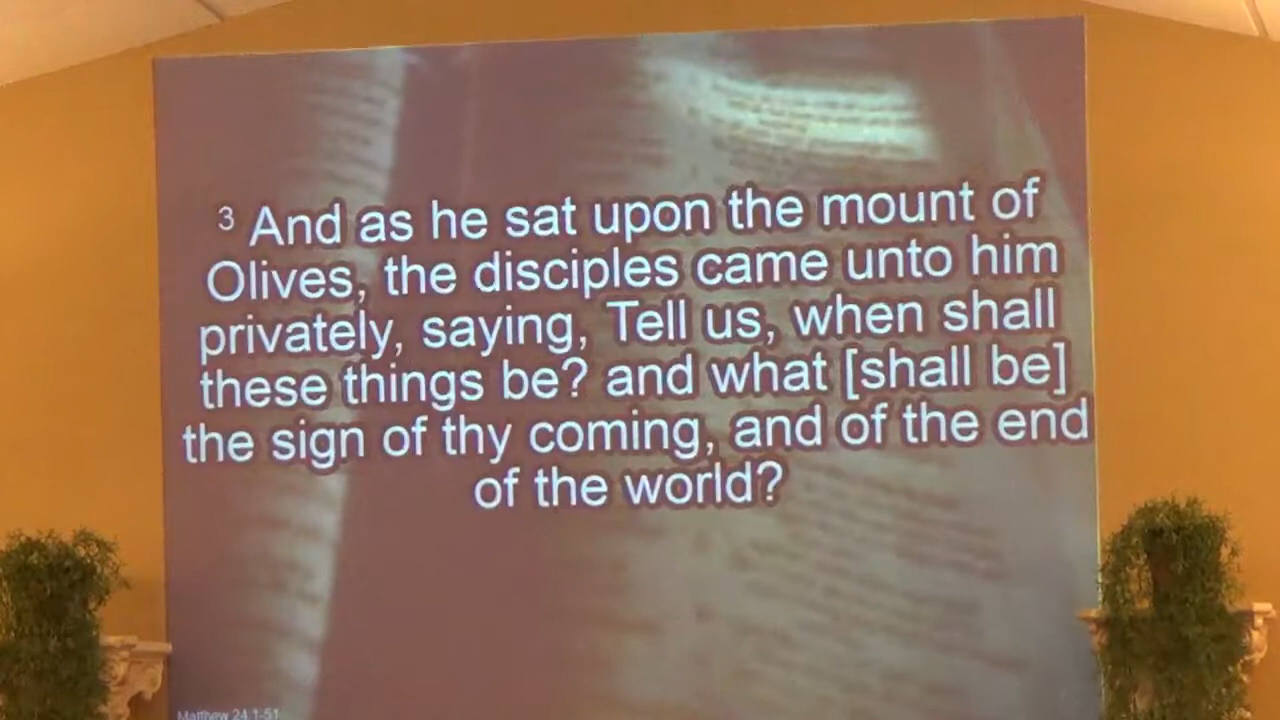 3 And as he sat upon the mount of
Olives, the disciples came unto him
privately, saying, Tell us, when shall
these things be? and what [shall be]
the sign of thy coming, and of the end
of the world?
Matthew 24:1-51